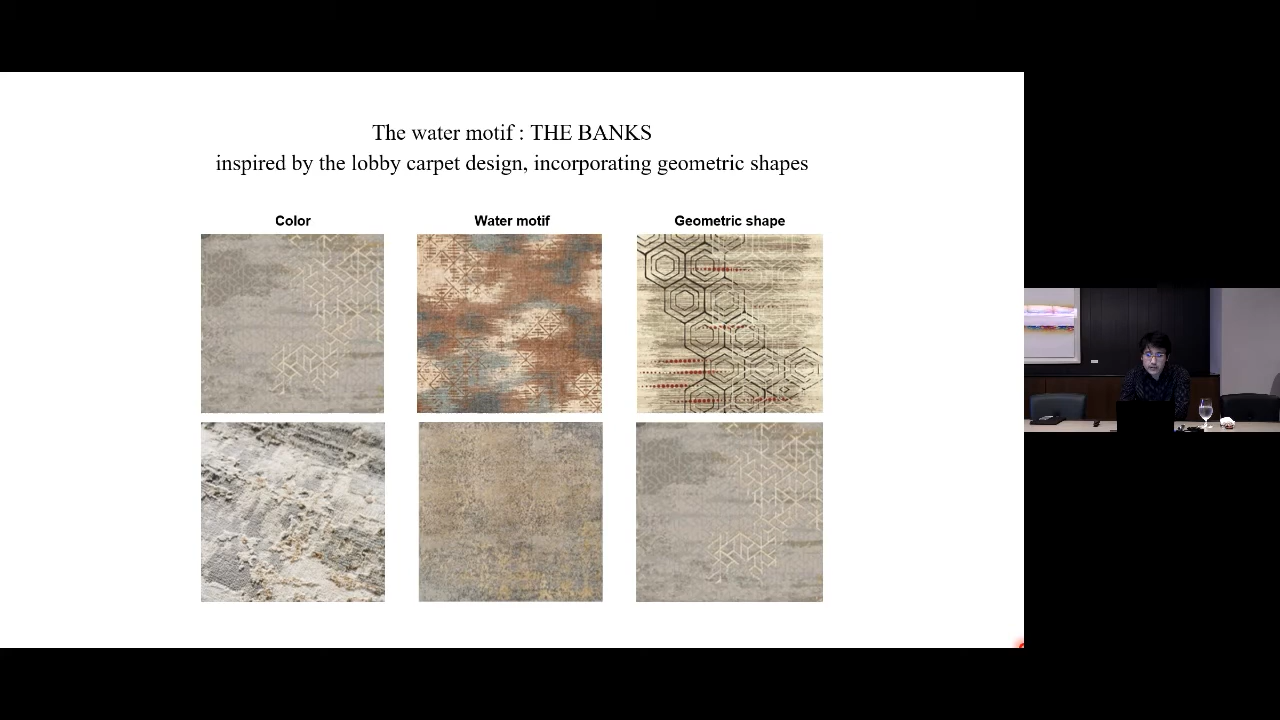 The water motif : THE BANKS
inspired by the lobby carpet design, incorporating geometric shapes
Color
Water motif
Geometric shape